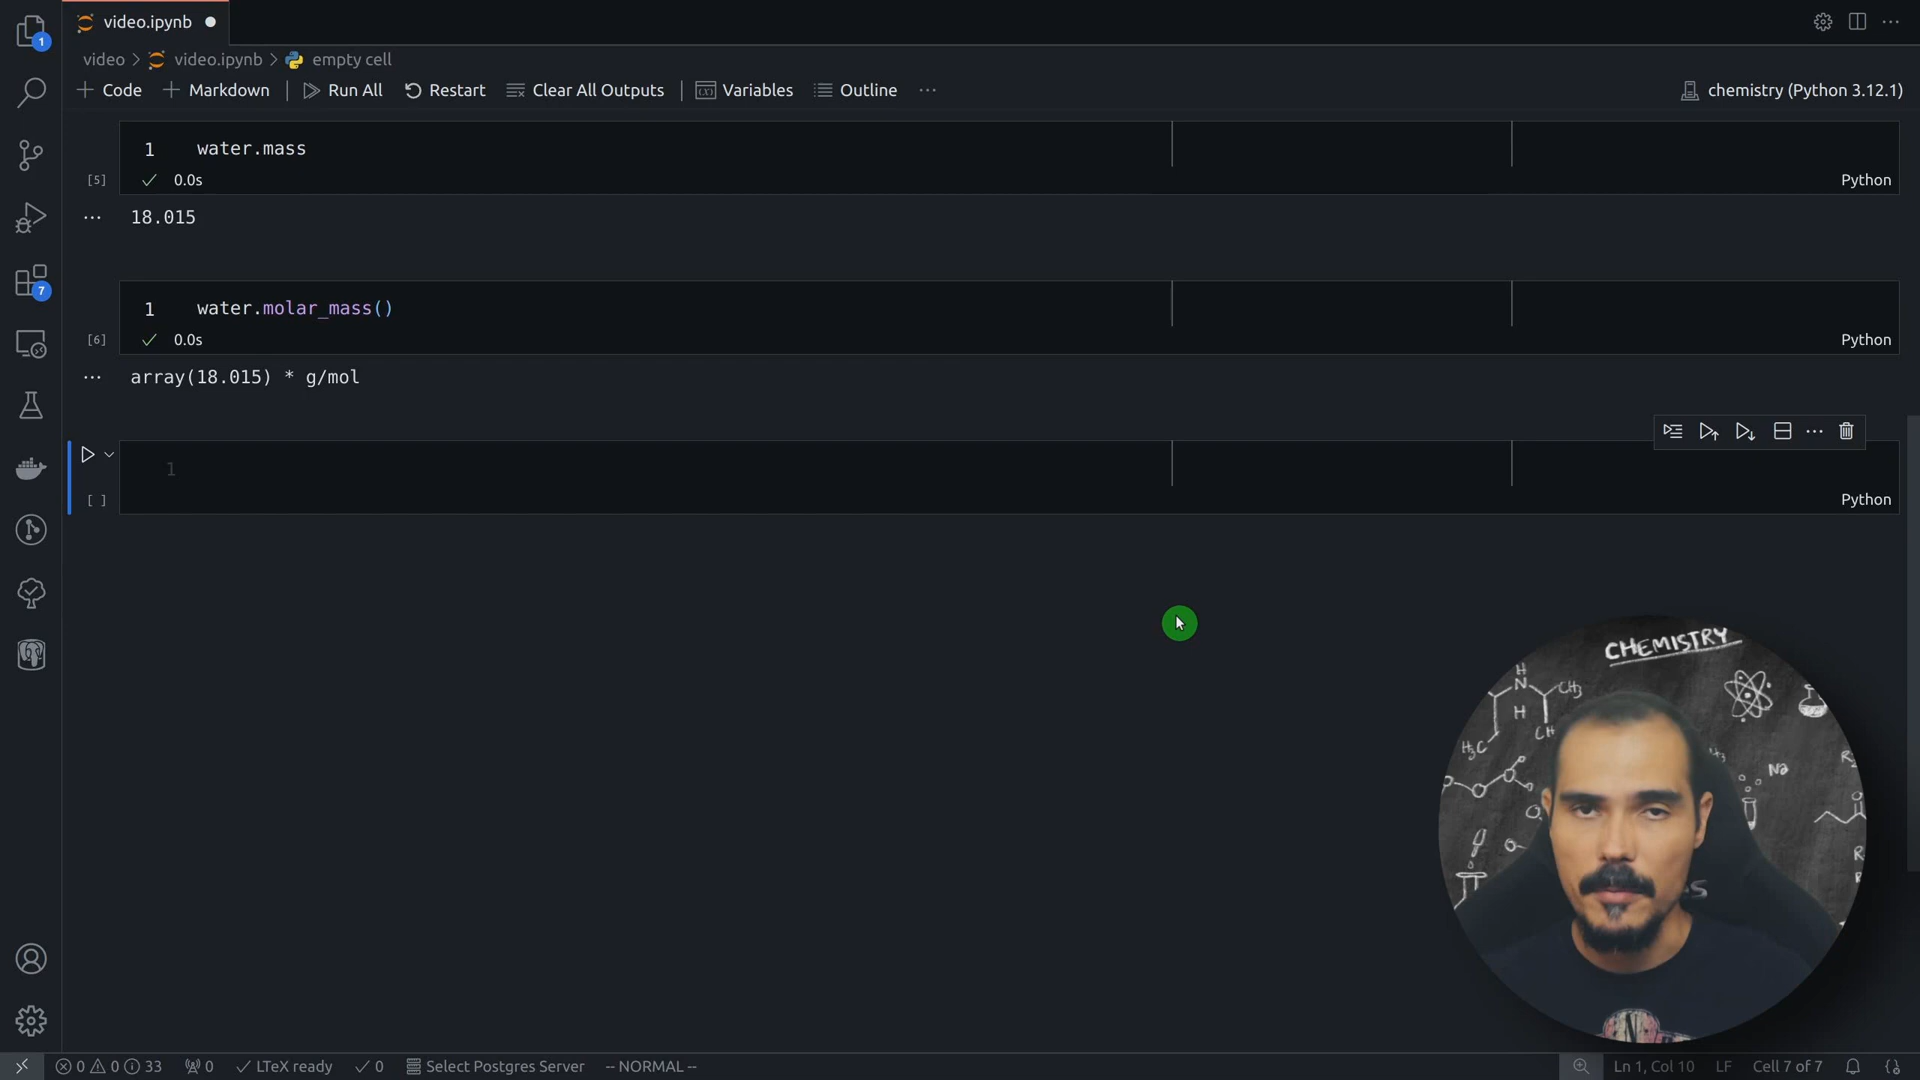 1
video.ipynb
video > video.ipynb > empty cell
Code Markdown Run All Restart Clear All Outputs Variables Outline ... chemistry (Python 3.12.1)
1 water.mass
[5] 0.0s Python
... 18.015
7
1 water.molar_mass()
[6] 0.0s Python
... array(18.015) * g/mol
1
[ ] Python
CHEMISTRY
H
N CH3
H
CH
H3C
Na
O
O
R
0 0 33 0 LTeX ready 0 Select Postgres Server -- NORMAL -- Ln 1, Col 10 LF Cell 7 of 7